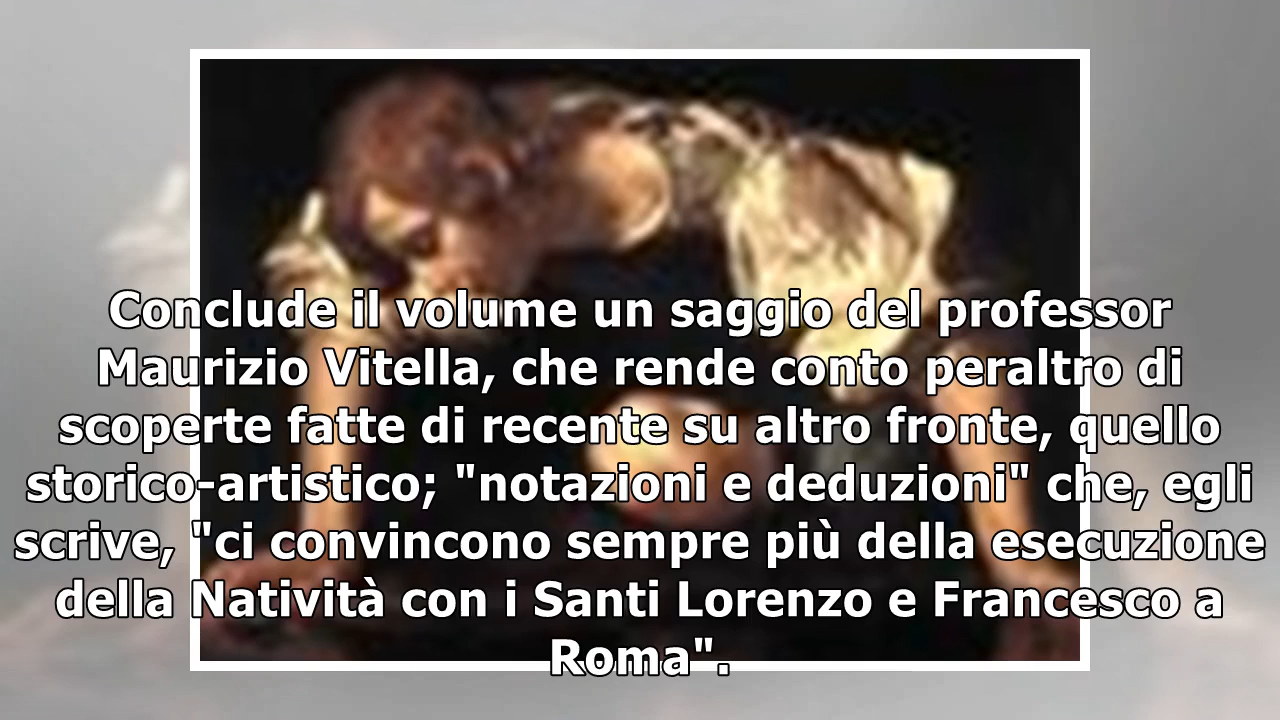 Conclude il volume un saggio del professor
Maurizio Vitella, che rende conto peraltro di
scoperte fatte di recente su altro fronte, quello
storico-artistico; "notazioni e deduzioni" che, egli
scrive, "ci convincono sempre più della esecuzione
della Natività con i Santi Lorenzo e Francesco a
Roma".